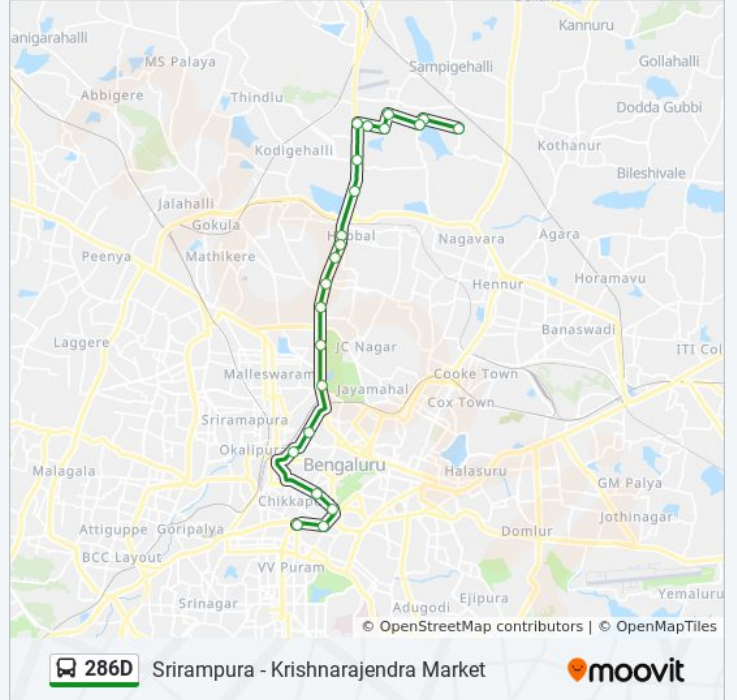 Kannuru
anigarahalli
MS Palaya
Sampigehalli
Gollahalli
Abbigere
Thindlu
Dodda Gubbi
Kodigehalli
Kothanur
Bileshivale
Jalahalli
Gokula
Hebbal
Nagavara
Agara
Peenya
Mathikere
Hennur
Horamavu
Banaswadi
Laggere
JC Nagar
ITI Col
Malleswaram
Cooke Town
Jayamahal
Cox Town
Srirampura
Okalipur
Bengaluru
Malagala
Halasuru
GM Palya
Chikkap
Jothinagar
Attiguppe
Goripalya
Domlur
BCC Layout
VV Puram
Yemaluru
Srinagar
Adugodi
Ejipura
© OpenStreetMap contributors | © OpenMapTiles
286D Srirampura - Krishnarajendra Market moovit